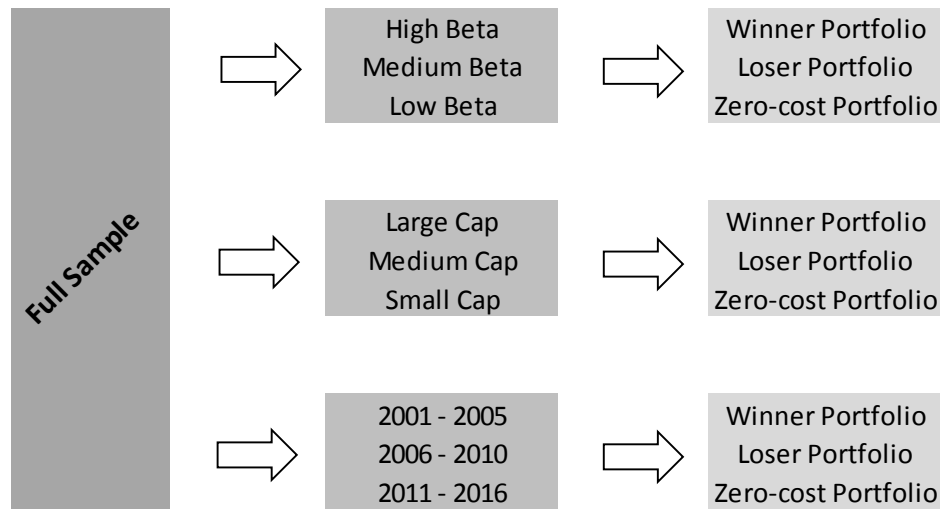 Full Sample
High Beta
Medium Beta
Low Beta
Winner Portfolio
Loser Portfolio
Zero-cost Portfolio
Large Cap
Medium Cap
Small Cap
Winner Portfolio
Loser Portfolio
Zero-cost Portfolio
2001 - 2005
2006 - 2010
2011 - 2016
Winner Portfolio
Loser Portfolio
Zero-cost Portfolio